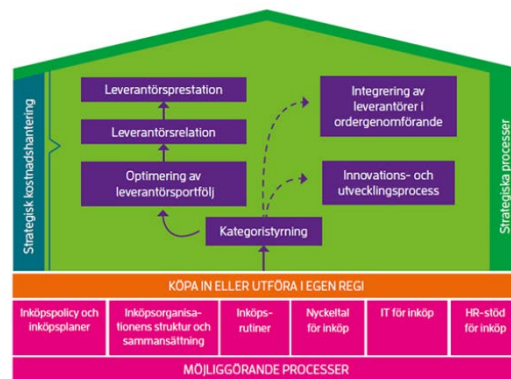 Strategisk kostnadshantering
Leverantörsprestation
Leverantörsrelation
Optimering av
leverantörsportfölj
Integrering av
leverantörer i
ordergenomförande
Innovations- och
utvecklingsprocess
Kategoristyrning
Strategiska processer
KÖPA IN ELLER UTFÖRA I EGEN REGI
Inköpspolicy och
inköpsplaner
Inköpsorganisa-
tionens struktur och
sammansättning
Inköps-
rutiner
Nyckeltal
för inköp
IT för inköp
HR-stöd
för inköp
MÖJLIGGÖRANDE PROCESSER